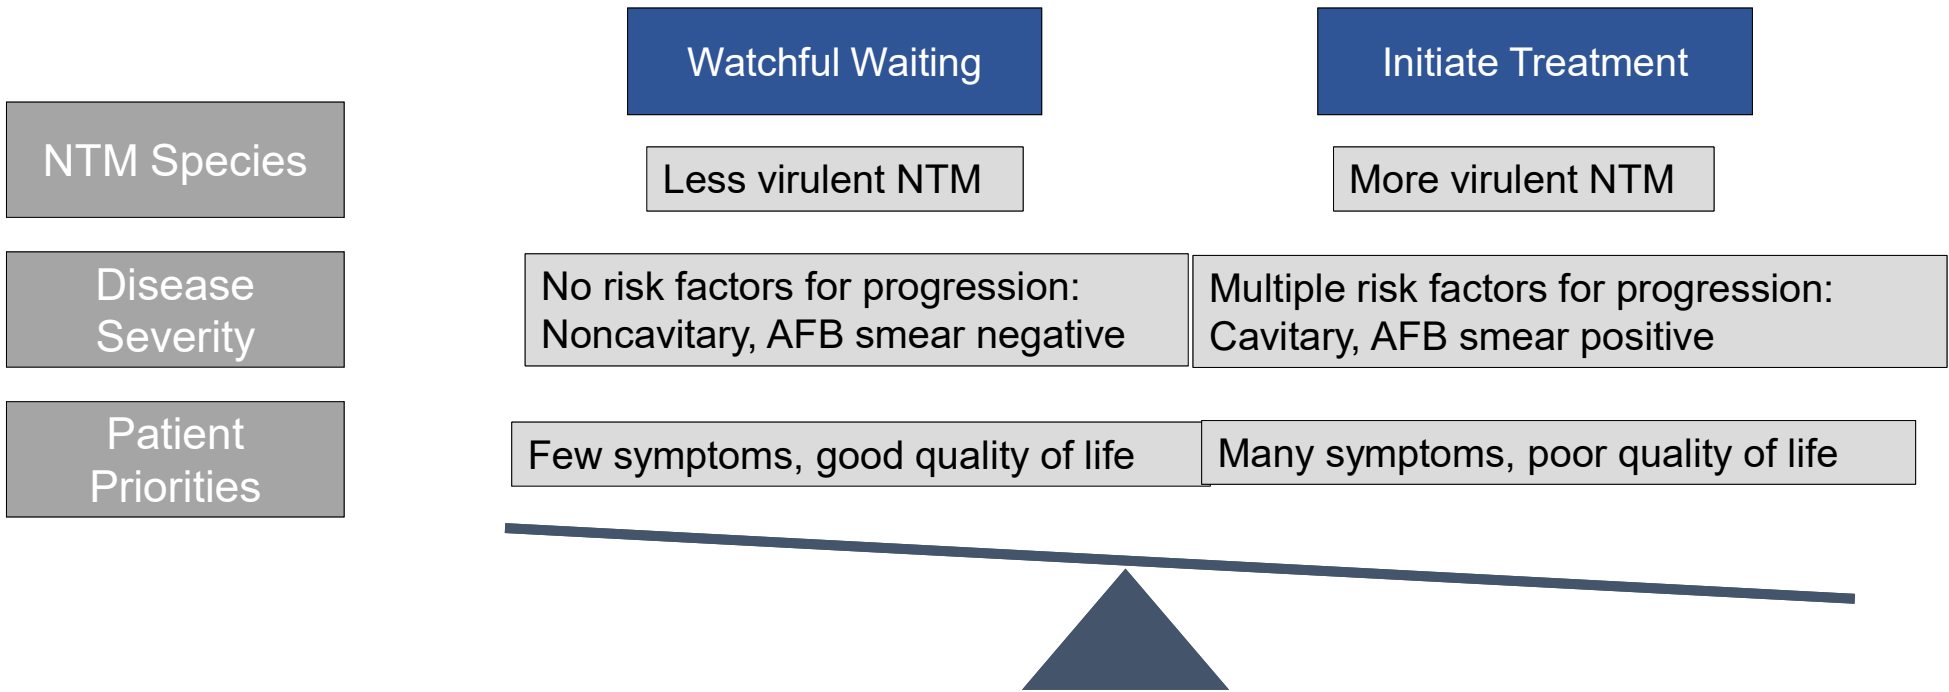 Watchful Waiting
Initiate Treatment
NTM Species
Less virulent NTM
More virulent NTM
Disease
Severity
No risk factors for progression:
Noncavitary, AFB smear negative
Multiple risk factors for progression:
Cavitary, AFB smear positive
Patient
Priorities
Few symptoms, good quality of life
Many symptoms, poor quality of life